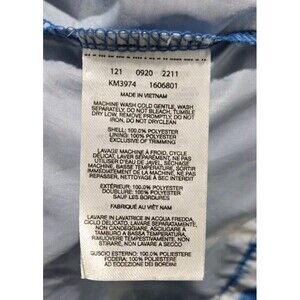 121 0920 2211
KM3974 1606801
MADE IN VIETNAM
MACHINE WASH COLD GENTLE, WASH
SEPARATELY, DO NOT BLEACH, TUMBLE
DRY LOW, REMOVE PROMPTLY, DO NOT
IRON, DO NOT DRYCLEAN
SHELL: 100.0% POLYESTER
LINING: 100% POLYESTER
EXCLUSIVE OF TRIMMING
LAVAGE MACHINE À FROID, CYCLE
DÉLICAT, LAVER SÉPARÉMENT, NE PAS
UTILISER D'EAU DE JAVEL, SÉCHAGE
MACHINE, BASSE TEMPÉRATURE, NE
PAS REPASSER, RETIREZ
RAPIDEMENT, NETTOYAGE À SEC
INTERDIT
EXTÉRIEUR: 100.0% POLYESTER
DOUBLURE: 100% POLYESTER
SAUF LES BORDURES
FABRIQUÉ AU VIÊT NAM
LAVARE IN LAVATRICE IN ACQUA FREDDA,
CICLO DELICATO, LAVARE SEPARATAMENTE,
NON CANDEGGIARE, ASCIUGARE A
TAMBURO A BASSA TEMPERATURA,
RIMUOVERE TEMPESTIVAMENTE, NON
STIRARE, NON LAVARE A SECCO
GUSCIO ESTERNO: 100.0% POLIESTERE
FODERA: 100% POLIESTERE
AD ECCEZIONE DEI BORDINI